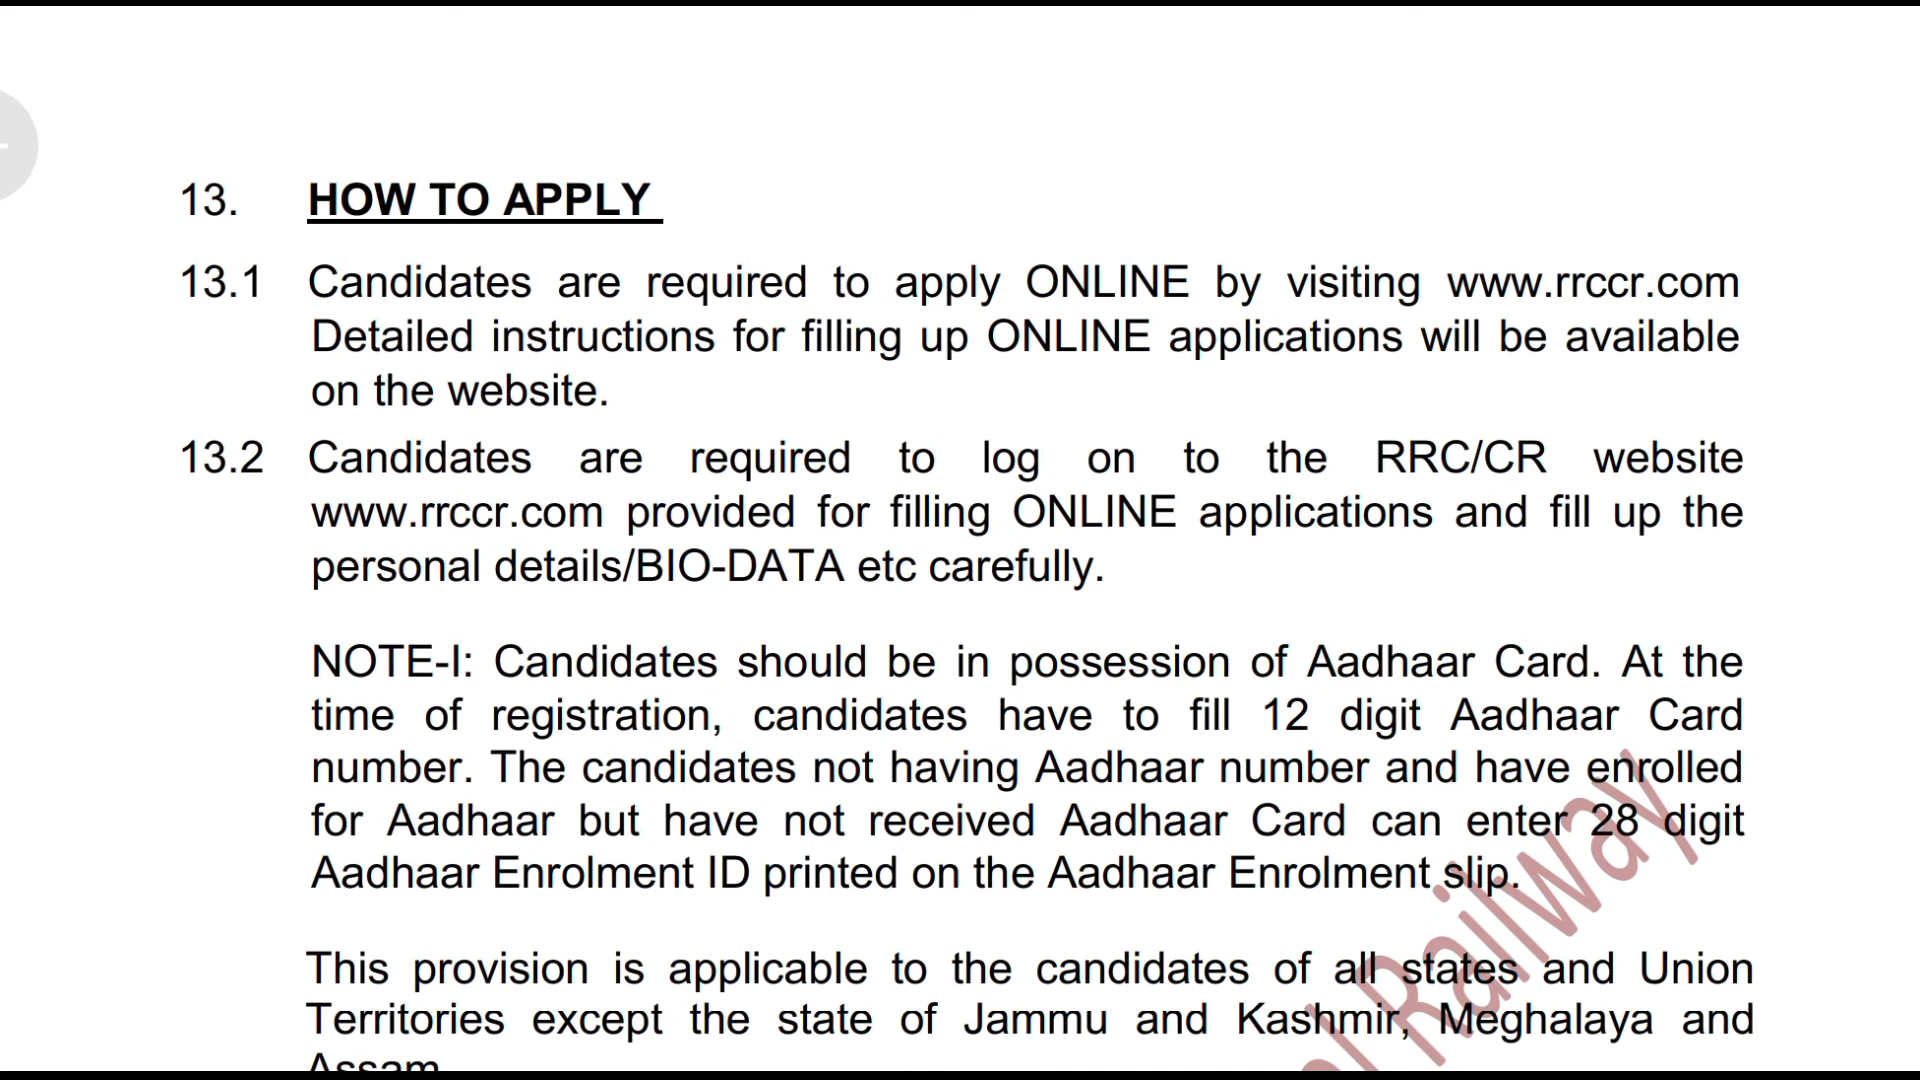 13. HOW TO APPLY
13.1 Candidates are required to apply ONLINE by visiting www.rrccr.com
Detailed instructions for filling up ONLINE applications will be available
on the website.
13.2 Candidates are required to log on to the RRC/CR website
www.rrccr.com provided for filling ONLINE applications and fill up the
personal details/BIO-DATA etc carefully.
NOTE-I: Candidates should be in possession of Aadhaar Card. At the
time of registration, candidates have to fill 12 digit Aadhaar Card
number. The candidates not having Aadhaar number and have enrolled
for Aadhaar but have not received Aadhaar Card can enter 28 digit
Aadhaar Enrolment ID printed on the Aadhaar Enrolment slip.
This provision is applicable to the candidates of all states and Union
Territories except the state of Jammu and Kashmir, Meghalaya and
Assam
Railway